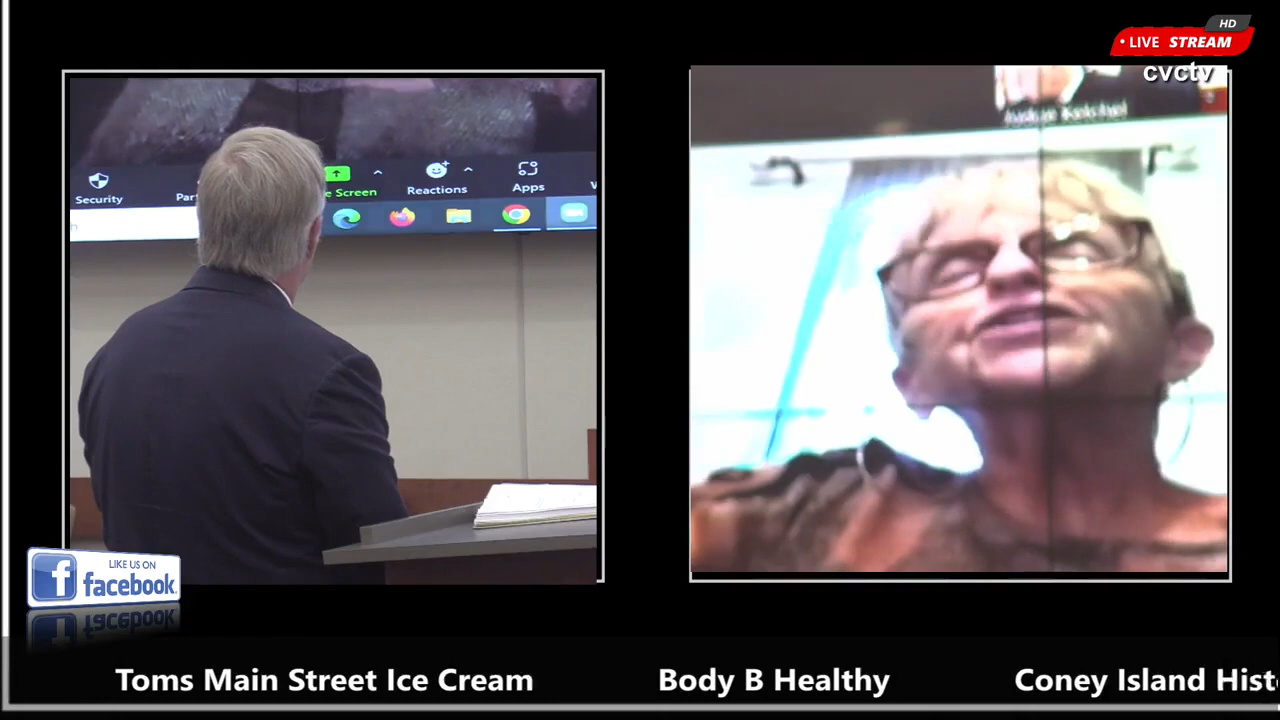 HD
• LIVE STREAM
cvctv
Security
Par
e Screen
Reactions
Apps
LIKE US ON
facebook
Toms Main Street Ice Cream
Body B Healthy
Coney Island Hist